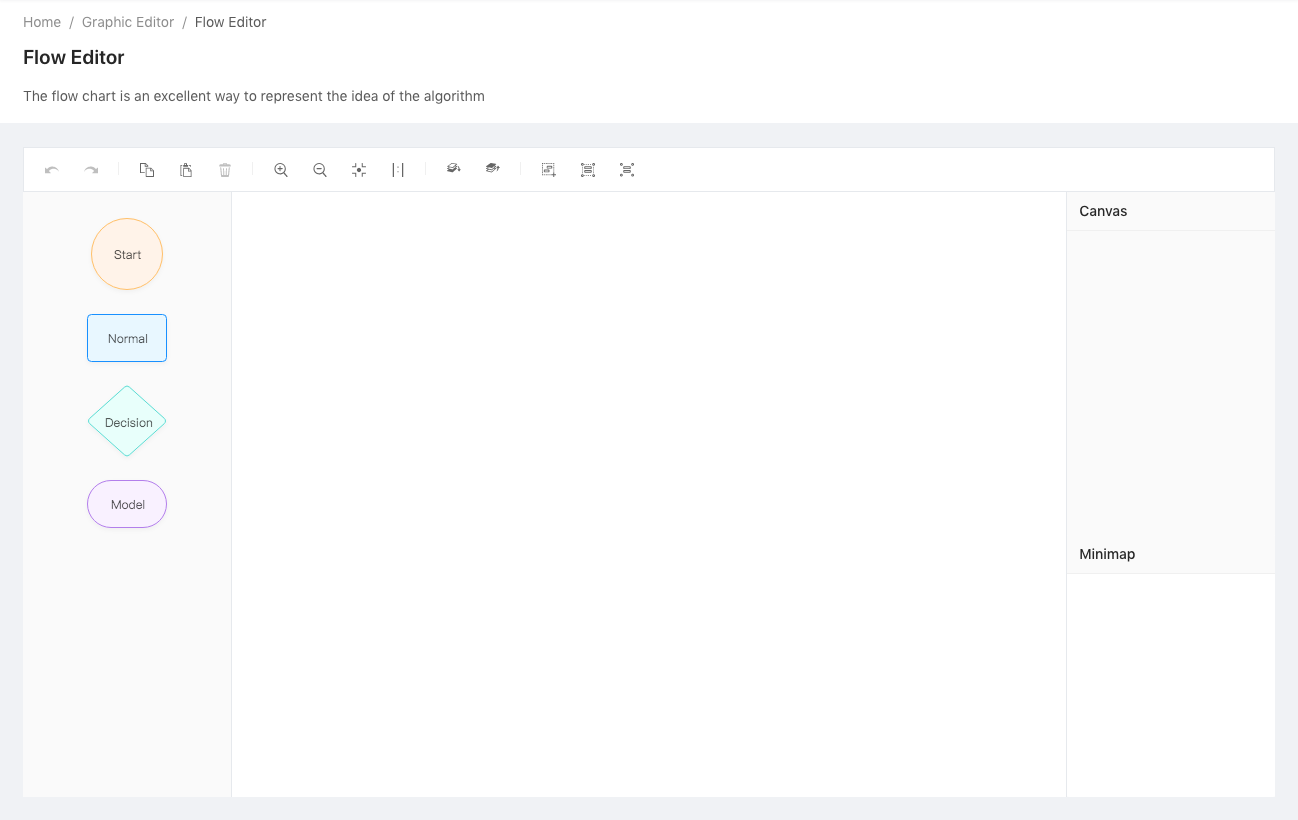 Home / Graphic Editor / Flow Editor
Flow Editor
The flow chart is an excellent way to represent the idea of the algorithm
Start
Normal
Decision
Model
Canvas
Minimap